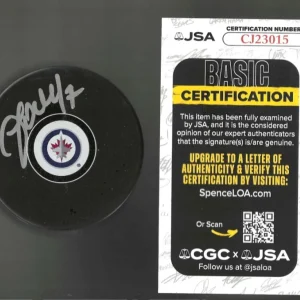 JSA
CERTIFICATION NUMBER
CJ23015
BASIC
CERTIFICATION
This item has been fully examined
by JSA, and it is the considered
opinion of our expert authenticators
that the signature(s) is/are genuine.
UPGRADE TO A LETTER OF
AUTHENTICITY & VERIFY THIS
CERTIFICATION BY VISITING:
SpenceLOA.com
Or Scan
CGC x JSA
Follow us at @jsaloa